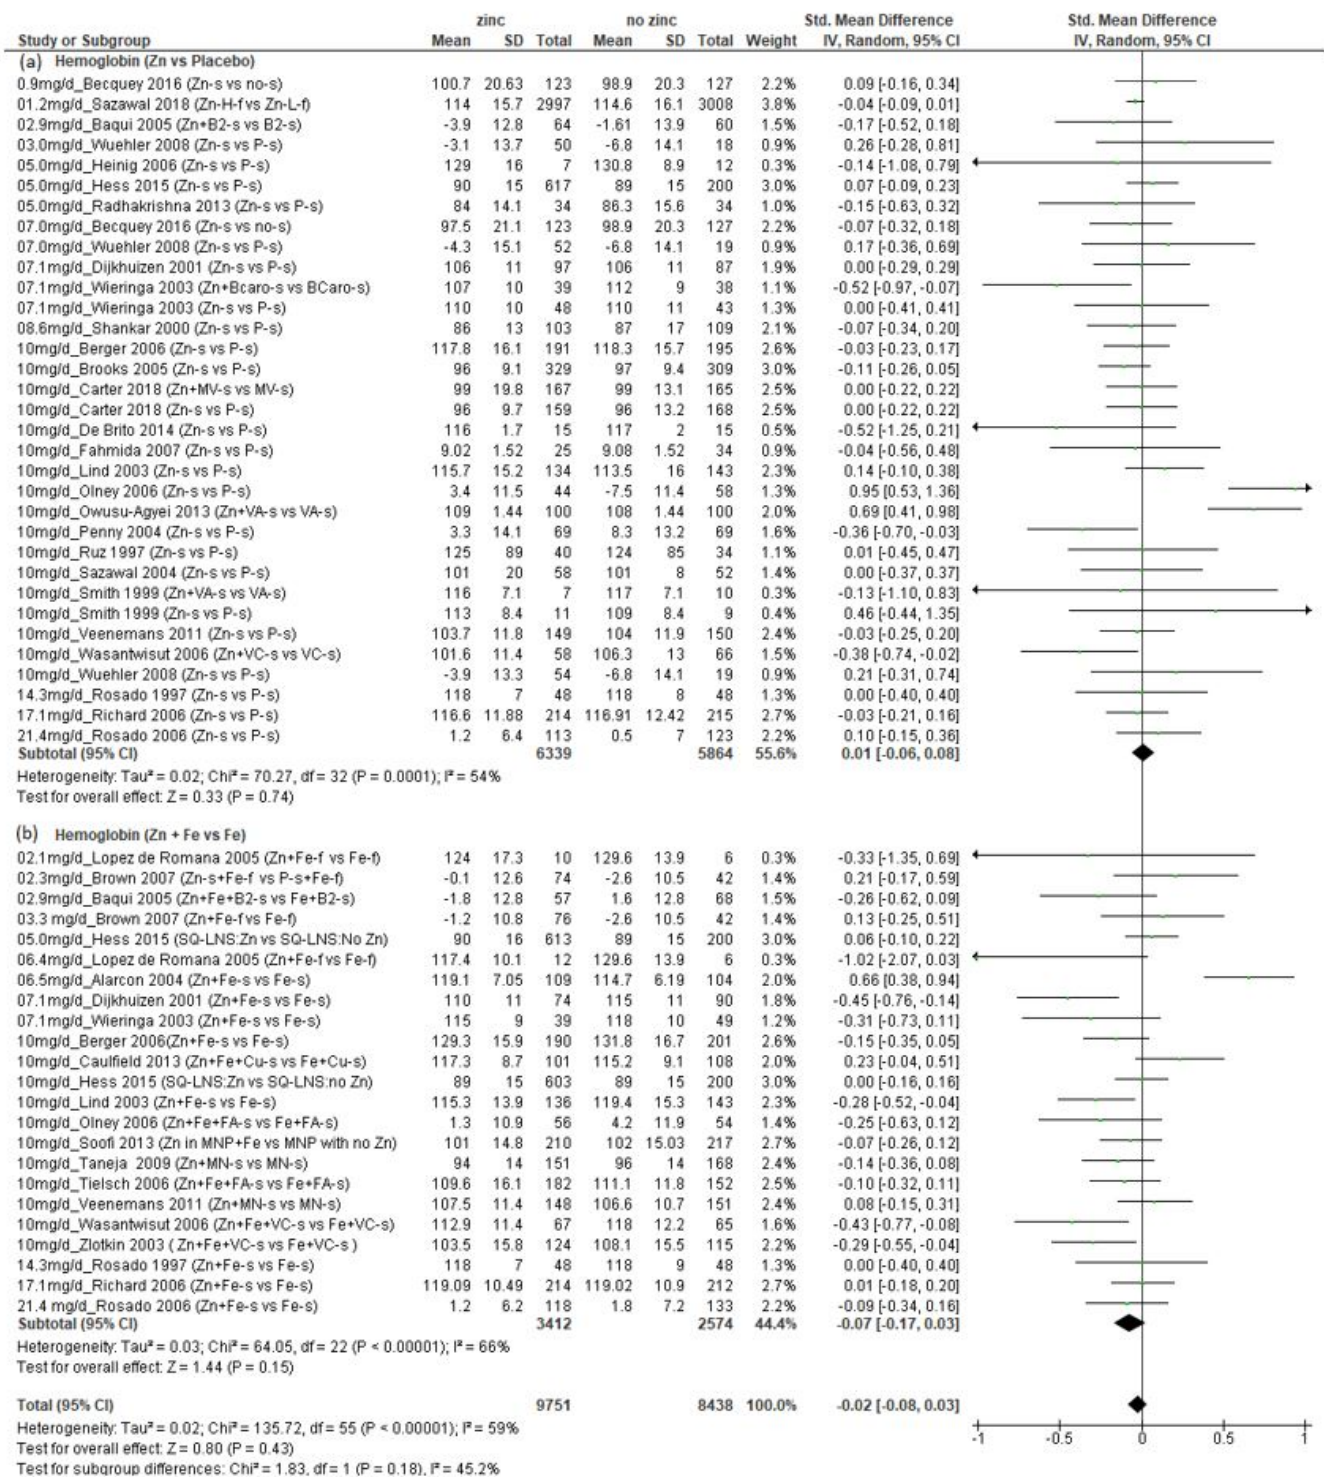 zinc no zinc Std. Mean Difference Std. Mean Difference
Study or Subgroup Mean SD Total Mean SD Total Weight IV, Random, 95% CI IV, Random, 95% CI
(a) Hemoglobin (Zn vs Placebo)
0.9mg/d_Becquey 2016 (Zn-s vs no-s) 100.7 20.63 123 98.9 20.3 127 2.2% 0.09 [-0.16, 0.34]
01.2mg/d_Sazawal 2018 (Zn-H-f vs Zn-L-f) 114 15.7 2997 114.6 16.1 3008 3.8% -0.04 [-0.09, 0.01]
02.9mg/d_Baqui 2005 (Zn+B2-s vs B2-s) -3.9 12.8 64 -1.61 13.9 60 1.5% -0.17 [-0.52, 0.18]
03.0mg/d_Wuehler 2008 (Zn-s vs P-s) -3.1 13.7 50 -6.8 14.1 18 0.9% 0.26 [-0.28, 0.81]
05.0mg/d_Heinig 2006 (Zn-s vs P-s) 129 16 7 130.8 8.9 12 0.3% -0.14 [-1.08, 0.79]
05.0mg/d_Hess 2015 (Zn-s vs P-s) 90 15 617 89 15 200 3.0% 0.07 [-0.09, 0.23]
05.0mg/d_Radhakrishna 2013 (Zn-s vs P-s) 84 14.1 34 86.3 15.6 34 1.0% -0.15 [-0.63, 0.32]
07.0mg/d_Becquey 2016 (Zn-s vs no-s) 97.5 21.1 123 98.9 20.3 127 2.2% -0.07 [-0.32, 0.18]
07.0mg/d_Wuehler 2008 (Zn-s vs P-s) -4.3 15.1 52 -6.8 14.1 19 0.9% 0.17 [-0.36, 0.69]
07.1mg/d_Dijkhuizen 2001 (Zn-s vs P-s) 106 11 97 106 11 87 1.9% 0.00 [-0.29, 0.29]
07.1mg/d_Wieringa 2003 (Zn+Bcaro-s vs BCaro-s) 107 10 39 112 9 38 1.1% -0.52 [-0.97, -0.07]
07.1mg/d_Wieringa 2003 (Zn-s vs P-s) 110 10 48 110 11 43 1.3% 0.00 [-0.41, 0.41]
08.6mg/d_Shankar 2000 (Zn-s vs P-s) 86 13 103 87 17 109 2.1% -0.07 [-0.34, 0.20]
10mg/d_Berger 2006 (Zn-s vs P-s) 117.8 16.1 191 118.3 15.7 195 2.6% -0.03 [-0.23, 0.17]
10mg/d_Brooks 2005 (Zn-s vs P-s) 96 9.1 329 97 9.4 309 3.0% -0.11 [-0.26, 0.05]
10mg/d_Carter 2018 (Zn+MV-s vs MV-s) 99 19.8 167 99 13.1 165 2.5% 0.00 [-0.22, 0.22]
10mg/d_Carter 2018 (Zn-s vs P-s) 96 9.7 159 96 13.2 168 2.5% 0.00 [-0.22, 0.22]
10mg/d_De Brito 2014 (Zn-s vs P-s) 116 1.7 15 117 2 15 0.5% -0.52 [-1.25, 0.21]
10mg/d_Fahmida 2007 (Zn-s vs P-s) 9.02 1.52 25 9.08 1.52 34 0.9% -0.04 [-0.56, 0.48]
10mg/d_Lind 2003 (Zn-s vs P-s) 115.7 15.2 134 113.5 16 143 2.3% 0.14 [-0.10, 0.38]
10mg/d_Olney 2006 (Zn-s vs P-s) 3.4 11.5 44 -7.5 11.4 58 1.3% 0.95 [0.53, 1.36]
10mg/d_Owusu-Agyei 2013 (Zn+VA-s vs VA-s) 109 1.44 100 108 1.44 100 2.0% 0.69 [0.41, 0.98]
10mg/d_Penny 2004 (Zn-s vs P-s) 3.3 14.1 69 8.3 13.2 69 1.6% -0.36 [-0.70, -0.03]
10mg/d_Ruz 1997 (Zn-s vs P-s) 125 89 40 124 85 34 1.1% 0.01 [-0.45, 0.47]
10mg/d_Sazawal 2004 (Zn-s vs P-s) 101 20 58 101 8 52 1.4% 0.00 [-0.37, 0.37]
10mg/d_Smith 1999 (Zn+VA-s vs VA-s) 116 7.1 7 117 7.1 10 0.3% -0.13 [-1.10, 0.83]
10mg/d_Smith 1999 (Zn-s vs P-s) 113 8.4 11 109 8.4 9 0.4% 0.46 [-0.44, 1.35]
10mg/d_Veenemans 2011 (Zn-s vs P-s) 103.7 11.8 149 104 11.9 150 2.4% -0.03 [-0.25, 0.20]
10mg/d_Wasantwisut 2006 (Zn+VC-s vs VC-s) 101.6 11.4 58 106.3 13 66 1.5% -0.38 [-0.74, -0.02]
10mg/d_Wuehler 2008 (Zn-s vs P-s) -3.9 13.3 54 -6.8 14.1 19 0.9% 0.21 [-0.31, 0.74]
14.3mg/d_Rosado 1997 (Zn-s vs P-s) 118 7 48 118 8 48 1.3% 0.00 [-0.40, 0.40]
17.1mg/d_Richard 2006 (Zn-s vs P-s) 116.6 11.88 214 116.91 12.42 215 2.7% -0.03 [-0.21, 0.16]
21.4mg/d_Rosado 2006 (Zn-s vs P-s) 1.2 6.4 113 0.5 7 123 2.2% 0.10 [-0.15, 0.36]
Subtotal (95% CI) 6339 5864 55.6% 0.01 [-0.06, 0.08]
Heterogeneity: Tau² = 0.02; Chi² = 70.27, df = 32 (P = 0.0001); I² = 54%
Test for overall effect: Z = 0.33 (P = 0.74)
(b) Hemoglobin (Zn + Fe vs Fe)
02.1mg/d_Lopez de Romana 2005 (Zn+Fe-f vs Fe-f) 124 17.3 10 129.6 13.9 6 0.3% -0.33 [-1.35, 0.69]
02.3mg/d_Brown 2007 (Zn-s+Fe-f vs P-s+Fe-f) -0.1 12.6 74 -2.6 10.5 42 1.4% 0.21 [-0.17, 0.59]
02.9mg/d_Baqui 2005 (Zn+Fe+B2-s vs Fe+B2-s) -1.8 12.8 57 1.6 12.8 68 1.5% -0.26 [-0.62, 0.09]
03.3 mg/d_Brown 2007 (Zn+Fe-f vs Fe-f) -1.2 10.8 76 -2.6 10.5 42 1.4% 0.13 [-0.25, 0.51]
05.0mg/d_Hess 2015 (SQ-LNS:Zn vs SQ-LNS:No Zn) 90 16 613 89 15 200 3.0% 0.06 [-0.10, 0.22]
06.4mg/d_Lopez de Romana 2005 (Zn+Fe-f vs Fe-f) 117.4 10.1 12 129.6 13.9 6 0.3% -1.02 [-2.07, 0.03]
06.5mg/d_Alarcon 2004 (Zn+Fe-s vs Fe-s) 119.1 7.05 109 114.7 6.19 104 2.0% 0.66 [0.38, 0.94]
07.1mg/d_Dijkhuizen 2001 (Zn+Fe-s vs Fe-s) 110 11 74 115 11 90 1.8% -0.45 [-0.76, -0.14]
07.1mg/d_Wieringa 2003 (Zn+Fe-s vs Fe-s) 115 9 39 118 10 49 1.2% -0.31 [-0.73, 0.11]
10mg/d_Berger 2006(Zn+Fe-s vs Fe-s) 129.3 15.9 190 131.8 16.7 201 2.6% -0.15 [-0.35, 0.05]
10mg/d_Caulfield 2013 (Zn+Fe+Cu-s vs Fe+Cu-s) 117.3 8.7 101 115.2 9.1 108 2.0% 0.23 [-0.04, 0.51]
10mg/d_Hess 2015 (SQ-LNS:Zn vs SQ-LNS:no Zn) 89 15 603 89 15 200 3.0% 0.00 [-0.16, 0.16]
10mg/d_Lind 2003 (Zn+Fe-s vs Fe-s) 115.3 13.9 136 119.4 15.3 143 2.3% -0.28 [-0.52, -0.04]
10mg/d_Olney 2006 (Zn+Fe+FA-s vs Fe+FA-s) 1.3 10.9 56 4.2 11.9 54 1.4% -0.25 [-0.63, 0.12]
10mg/d_Soofi 2013 (Zn in MNP+Fe vs MNP with no Zn) 101 14.8 210 102 15.03 217 2.7% -0.07 [-0.26, 0.12]
10mg/d_Taneja 2009 (Zn+MN-s vs MN-s) 94 14 151 96 14 168 2.4% -0.14 [-0.36, 0.08]
10mg/d_Tielsch 2006 (Zn+Fe+FA-s vs Fe+FA-s) 109.6 16.1 182 111.1 11.8 152 2.5% -0.10 [-0.32, 0.11]
10mg/d_Veenemans 2011 (Zn+MN-s vs MN-s) 107.5 11.4 148 106.6 10.7 151 2.4% 0.08 [-0.15, 0.31]
10mg/d_Wasantwisut 2006 (Zn+Fe+VC-s vs Fe+VC-s) 112.9 11.4 67 118 12.2 65 1.6% -0.43 [-0.77, -0.08]
10mg/d_Zlotkin 2003 ( Zn+Fe+VC-s vs Fe+VC-s ) 103.5 15.8 124 108.1 15.5 115 2.2% -0.29 [-0.55, -0.04]
14.3mg/d_Rosado 1997 (Zn+Fe-s vs Fe-s) 118 7 48 118 9 48 1.3% 0.00 [-0.40, 0.40]
17.1mg/d_Richard 2006 (Zn+Fe-s vs Fe-s) 119.09 10.49 214 119.02 10.9 212 2.7% 0.01 [-0.18, 0.20]
21.4 mg/d_Rosado 2006 (Zn+Fe-s vs Fe-s) 1.2 6.2 118 1.8 7.2 133 2.2% -0.09 [-0.34, 0.16]
Subtotal (95% CI) 3412 2574 44.4% -0.07 [-0.17, 0.03]
Heterogeneity: Tau² = 0.03; Chi² = 64.05, df = 22 (P < 0.00001); I² = 66%
Test for overall effect: Z = 1.44 (P = 0.15)
Total (95% CI) 9751 8438 100.0% -0.02 [-0.08, 0.03]
Heterogeneity: Tau² = 0.02; Chi² = 135.72, df = 55 (P < 0.00001); I² = 59%
Test for overall effect: Z = 0.80 (P = 0.43)
Test for subgroup differences: Chi² = 1.83, df = 1 (P = 0.18), I² = 45.2%
-1 -0.5 0 0.5 1